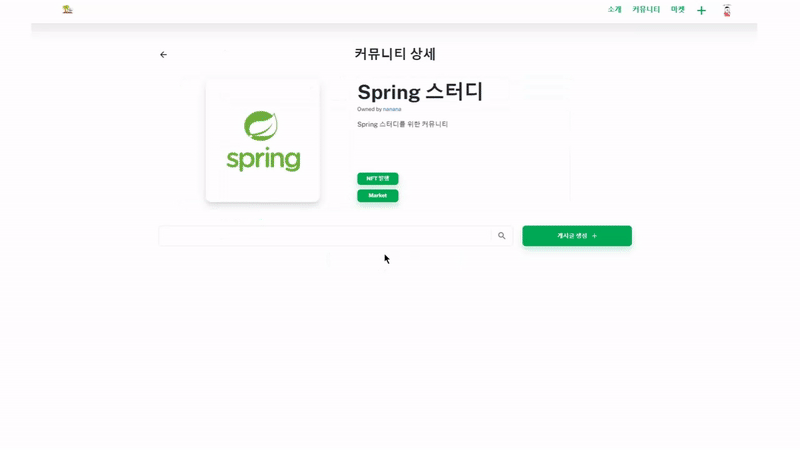 소개 커뮤니티 마켓
커뮤니티 상세
Spring 스터디
Owned by nanana
Spring 스터디를 위한 커뮤니티
spring
NFT 발행
Market
게시글 생성 +